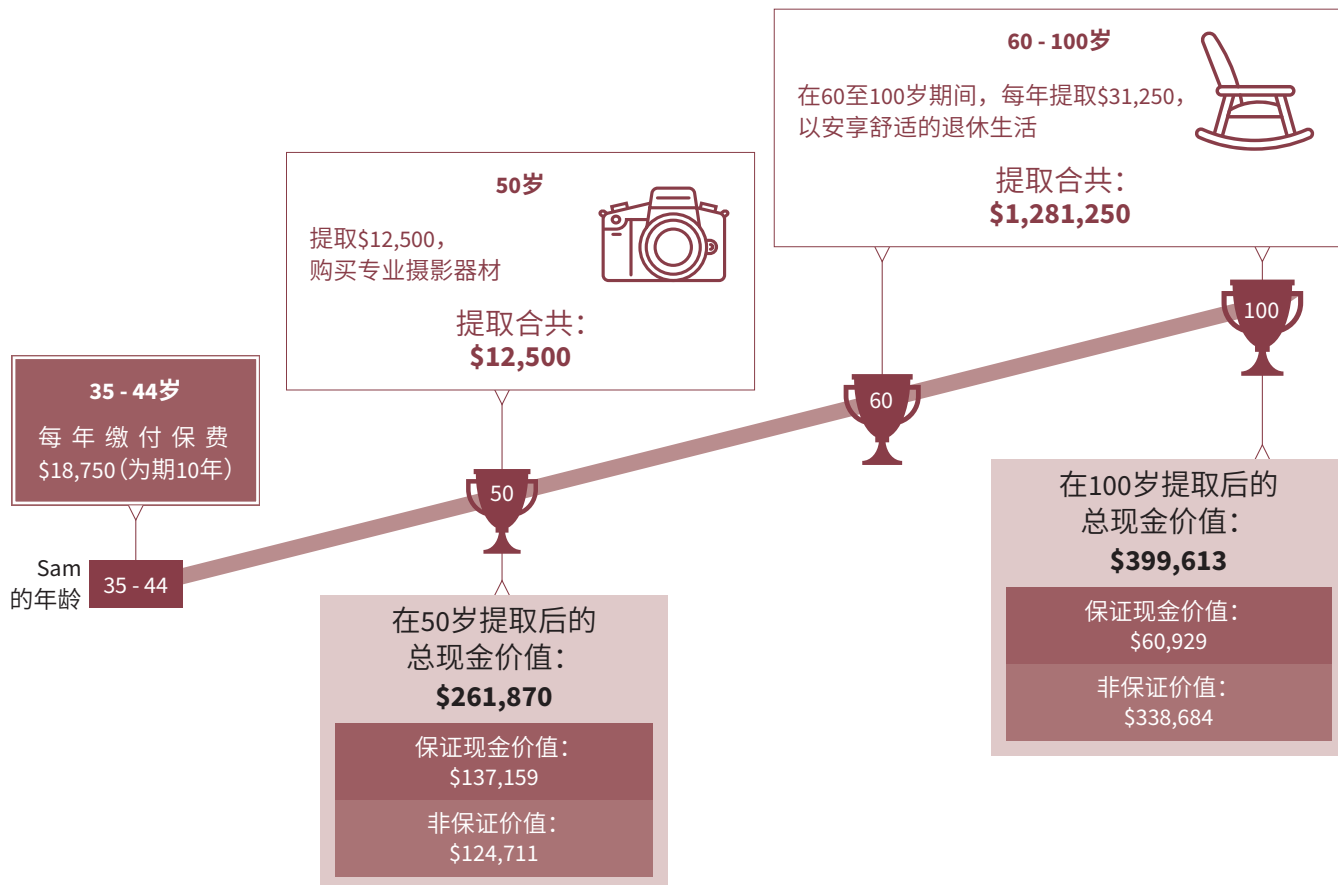 60 - 100岁
在60至100岁期间，每年提取$31,250，
以安享舒适的退休生活
提取合共：
$1,281,250
50岁
提取$12,500，
购买专业摄影器材
提取合共：
$12,500
35 - 44岁
每年缴付保费
$18,750（为期10年）
100
60
50
Sam
的年龄
35 - 44
在50岁提取后的
总现金价值：
$261,870
保证现金价值：
$137,159
非保证价值：
$124,711
在100岁提取后的
总现金价值：
$399,613
保证现金价值：
$60,929
非保证价值：
$338,684